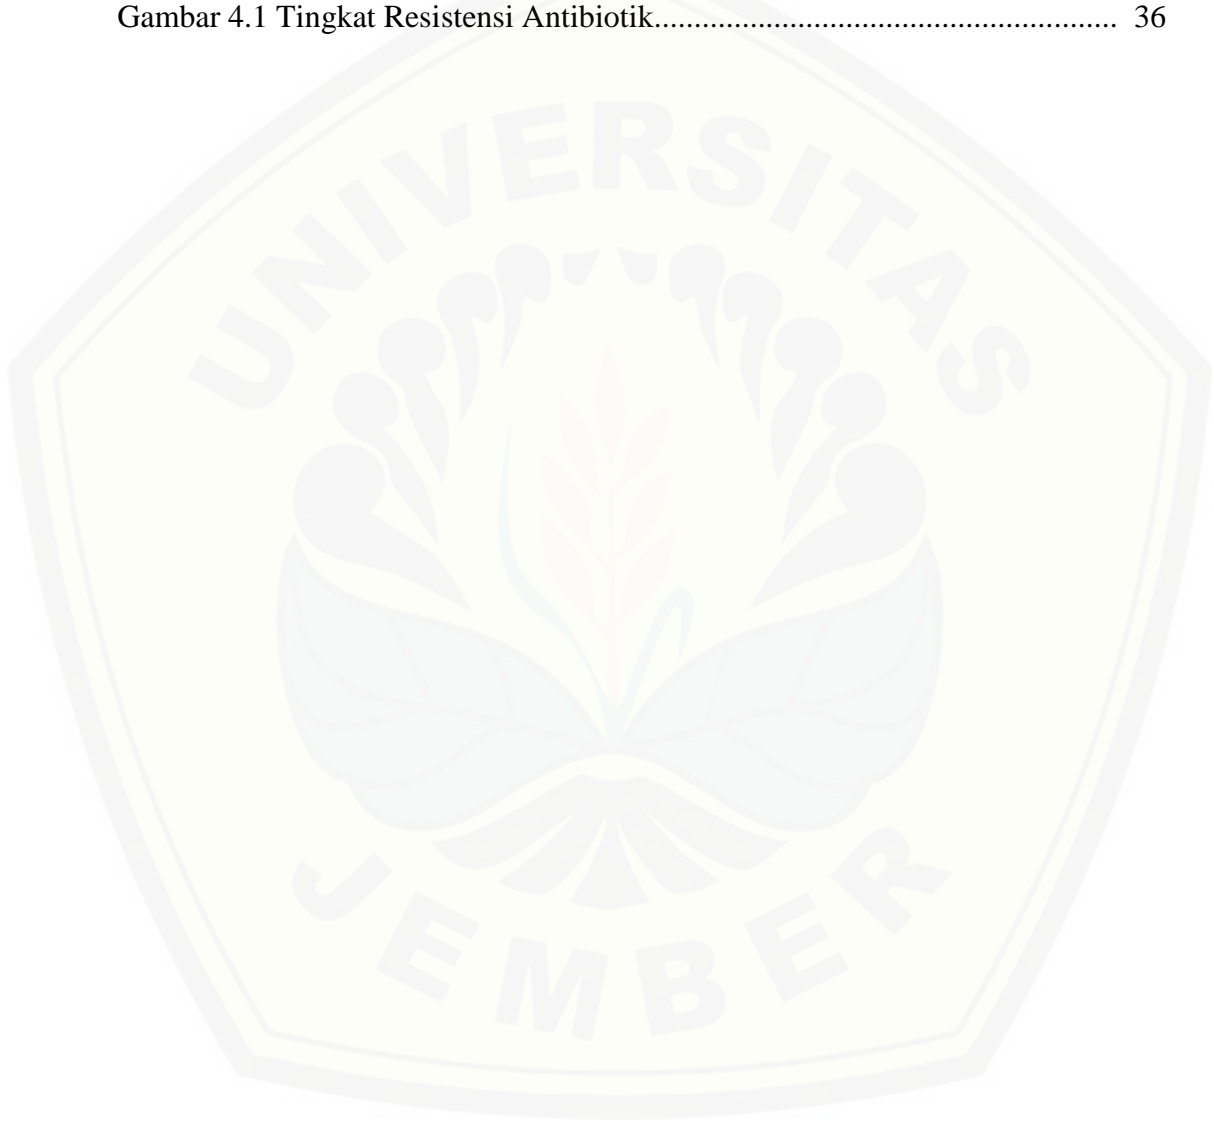 Gambar 4.1 Tingkat Resistensi Antibiotik.......................................................... 36
UNIVERSITAS
JEMBER